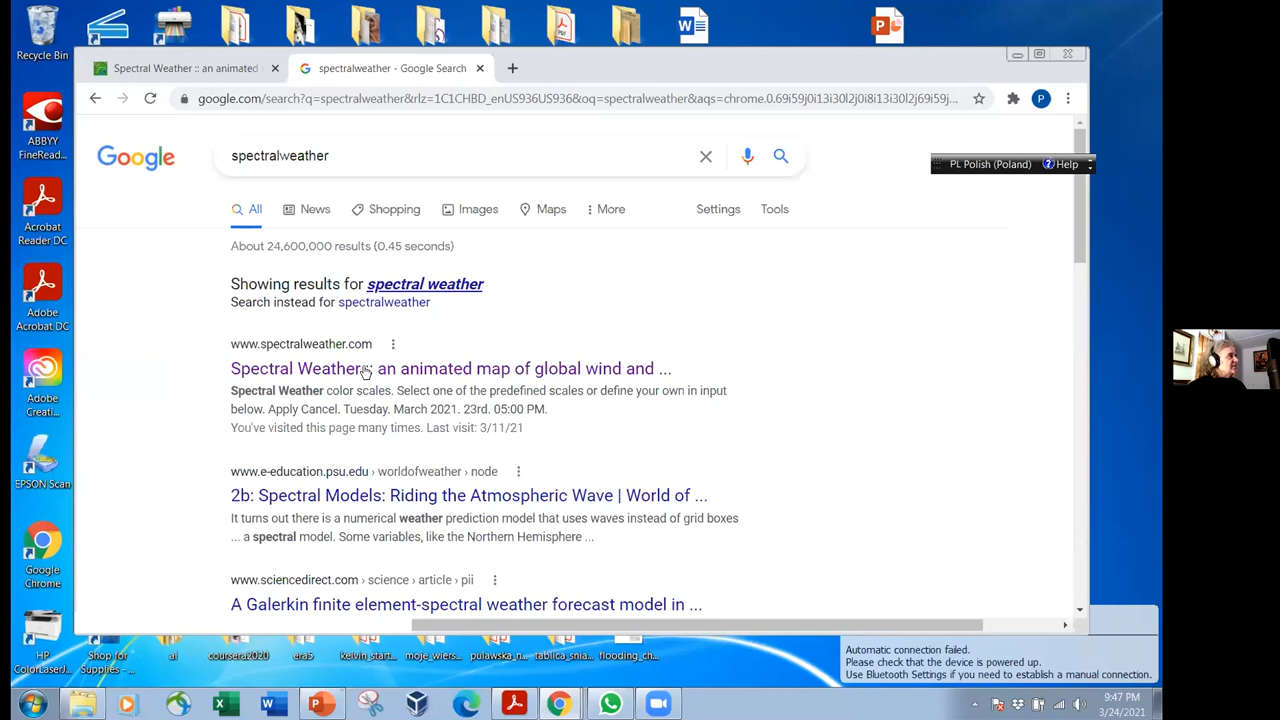 Recycle Bin
Spectral Weather :: an animated
spectralweather - Google Search
google.com/search?q=spectralweather&rlz=1C1CHBD_enUS936US936&oq=spectralweather&aqs=chrome.0.69i59j0i13i30l2j0i8i13i30l2j69i59j...
P
ABBYY
FineRead...
Google
spectralweather
PL Polish (Poland)
Help
All
News
Shopping
Images
Maps
More
Settings
Tools
Acrobat
Reader DC
About 24,600,000 results (0.45 seconds)
Showing results for spectral weather
Search instead for spectralweather
Adobe
Acrobat DC
www.spectralweather.com
Spectral Weather :: an animated map of global wind and ...
Spectral Weather color scales. Select one of the predefined scales or define your own in input
below. Apply Cancel. Tuesday. March 2021. 23rd. 05:00 PM.
You've visited this page many times. Last visit: 3/11/21
Adobe
Creati...
www.e-education.psu.edu › worldofweather › node
2b: Spectral Models: Riding the Atmospheric Wave | World of ...
It turns out there is a numerical weather prediction model that uses waves instead of grid boxes
... a spectral model. Some variables, like the Northern Hemisphere ...
EPSON Scan
Google
Chrome
www.sciencedirect.com › science › article › pii
A Galerkin finite element-spectral weather forecast model in ...
HP
ColorLaserJ...
Shop for
Supplies - ...
ai
coursera2020
era5
kelvin_start...
moje_wiers...
pulawska_n...
tablica_snia...
flooding_ch...
Automatic connection failed.
Please check that the device is powered up.
Use Bluetooth Settings if you need to establish a manual connection.
9:47 PM
3/24/2021